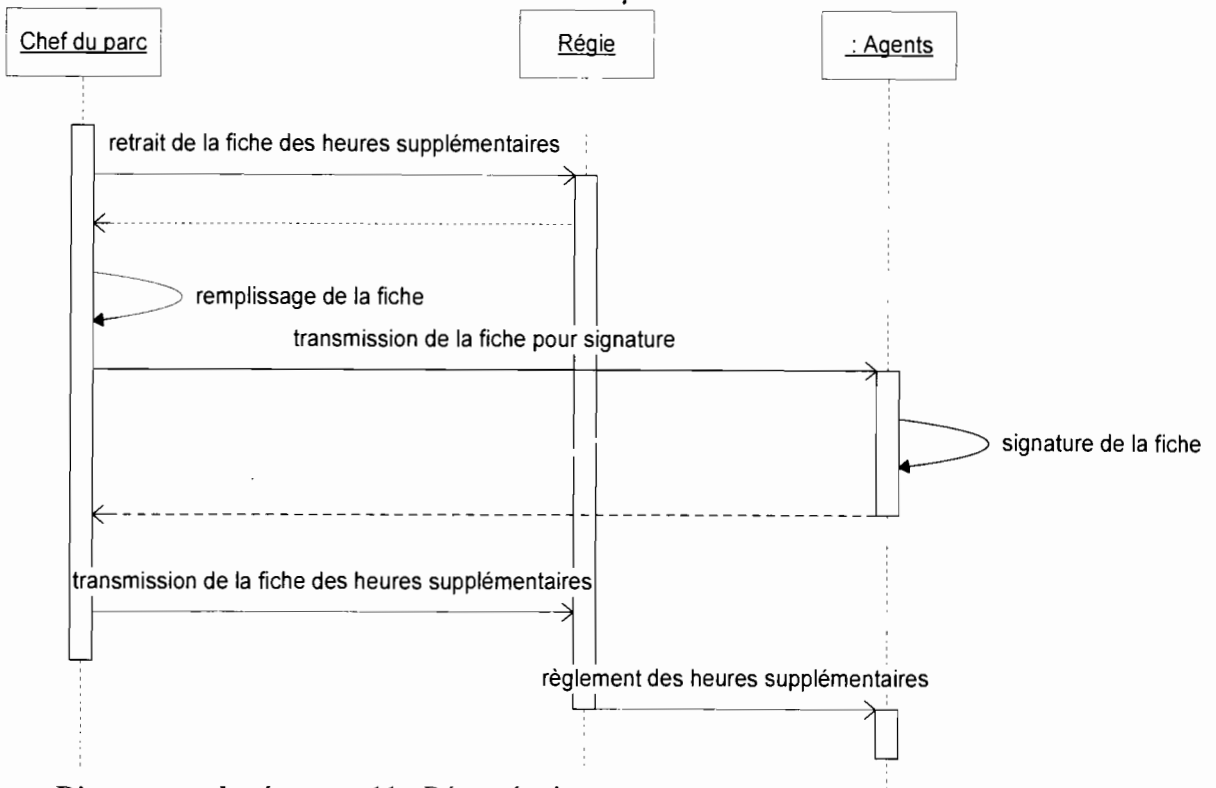 Chef du parc
Régie
: Agents
retrait de la fiche des heures supplémentaires
remplissage de la fiche
transmission de la fiche pour signature
signature de la fiche
transmission de la fiche des heures supplémentaires
règlement des heures supplémentaires